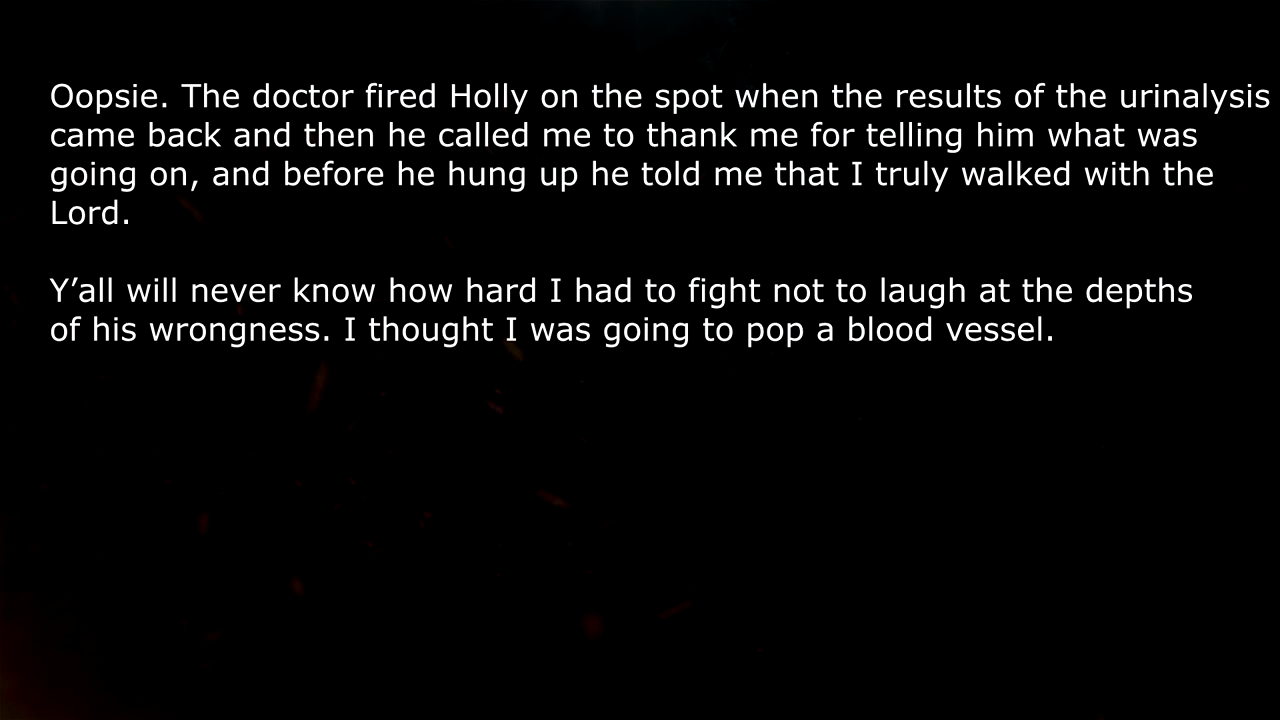 Oopsie. The doctor fired Holly on the spot when the results of the urinalysis
came back and then he called me to thank me for telling him what was
going on, and before he hung up he told me that I truly walked with the
Lord.
Y’all will never know how hard I had to fight not to laugh at the depths
of his wrongness. I thought I was going to pop a blood vessel.